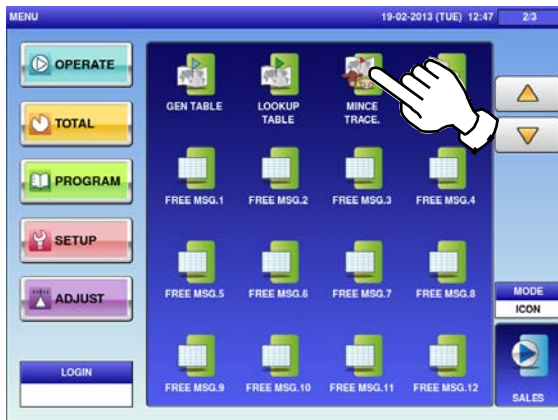 MENU 19-02-2013 (TUE) 12:47 2/3
OPERATE
TOTAL
PROGRAM
SETUP
ADJUST
LOGIN
GEN TABLE LOOKUP TABLE MINCE TRACE.
FREE MSG.1 FREE MSG.2 FREE MSG.3 FREE MSG.4
FREE MSG.5 FREE MSG.6 FREE MSG.7 FREE MSG.8
FREE MSG.9 FREE MSG.10 FREE MSG.11 FREE MSG.12
MODE
ICON
SALES